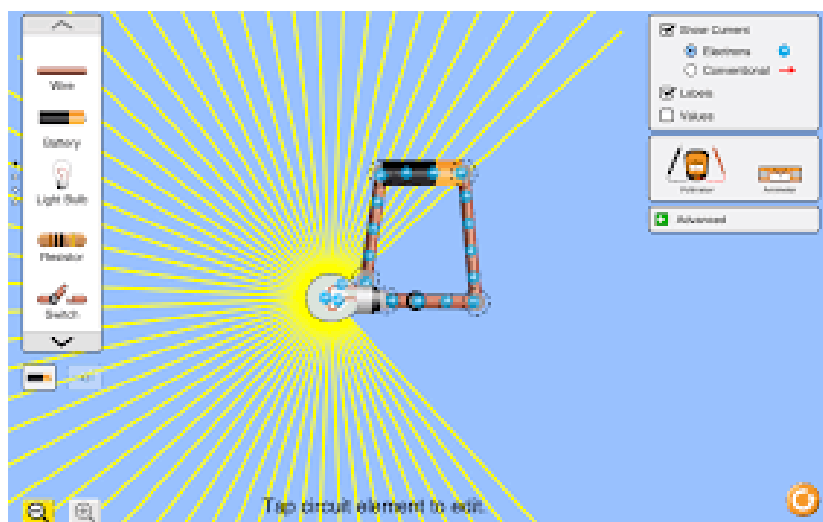 Wire
Battery
Light Bulb
Resistor
Switch
Show Current
Electrons
Conventional
Labels
Values
Voltmeter
Ammeter
Advanced
Tap circuit element to edit.